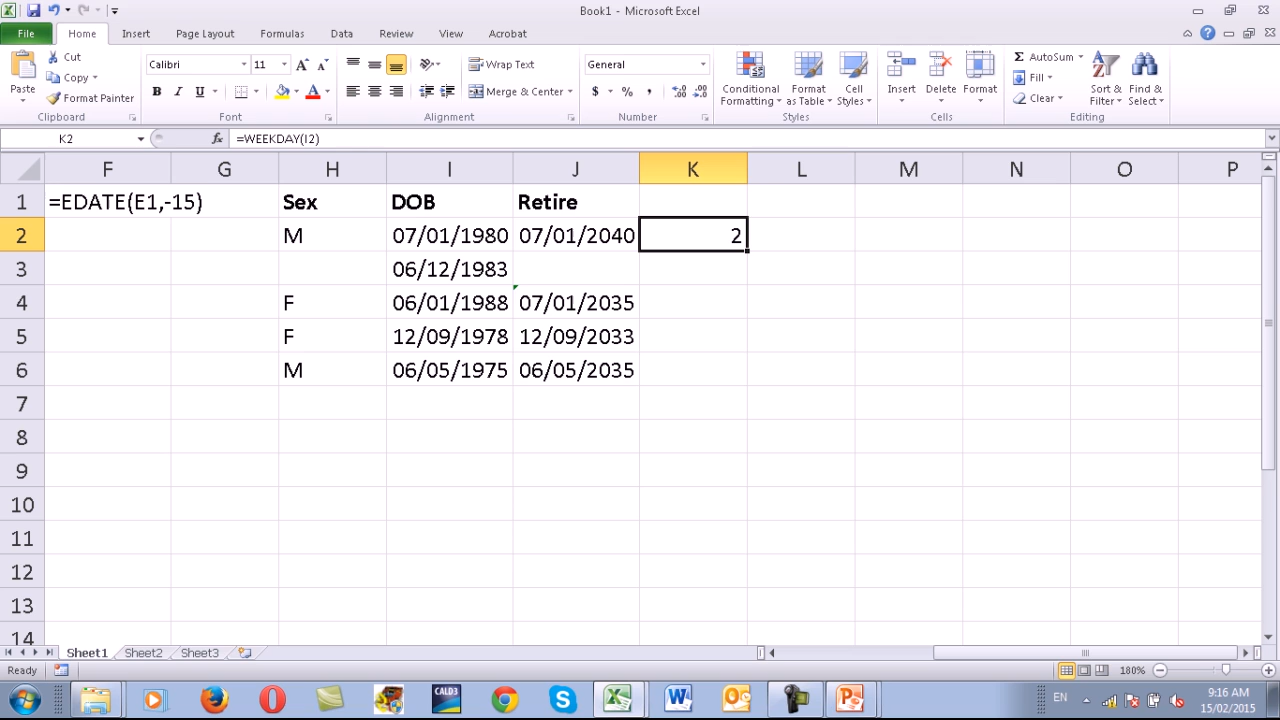 Book1 - Microsoft Excel
File Home Insert Page Layout Formulas Data Review View Acrobat
Paste
Cut
Copy
Format Painter
Clipboard
Calibri 11
B I U
Font
Wrap Text
Merge & Center
Alignment
General
$ % ,
Number
Conditional Formatting
Format as Table
Cell Styles
Styles
Insert Delete Format
Cells
AutoSum
Fill
Clear
Sort & Filter
Find & Select
Editing
K2 fx =WEEKDAY(I2)
F G H I J K L M N O P
1 =EDATE(E1,-15) Sex DOB Retire
2 M 07/01/1980 07/01/2040 2
3 06/12/1983
4 F 06/01/1988 07/01/2035
5 F 12/09/1978 12/09/2033
6 M 06/05/1975 06/05/2035
7
8
9
10
11
12
13
14
Sheet1 Sheet2 Sheet3
Ready 180%
CALD3
EN 9:16 AM
15/02/2015